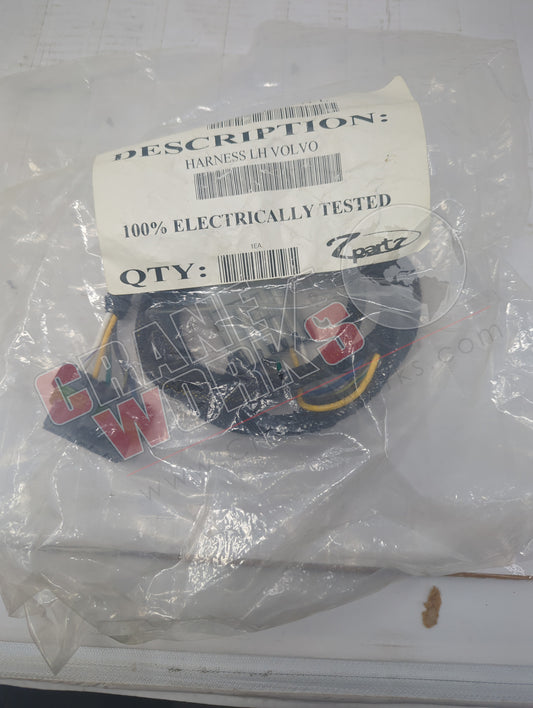 DESCRIPTION:
HARNESS LH VOLVO
100% ELECTRICALLY TESTED
QTY:
1EA
Zpartz
CRANE
WORKS